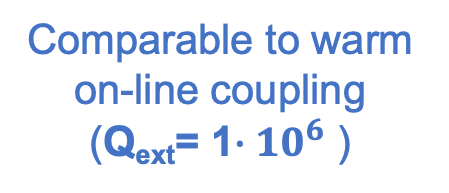 Comparable to warm
on-line coupling
(Qext= 1· 10⁶ )